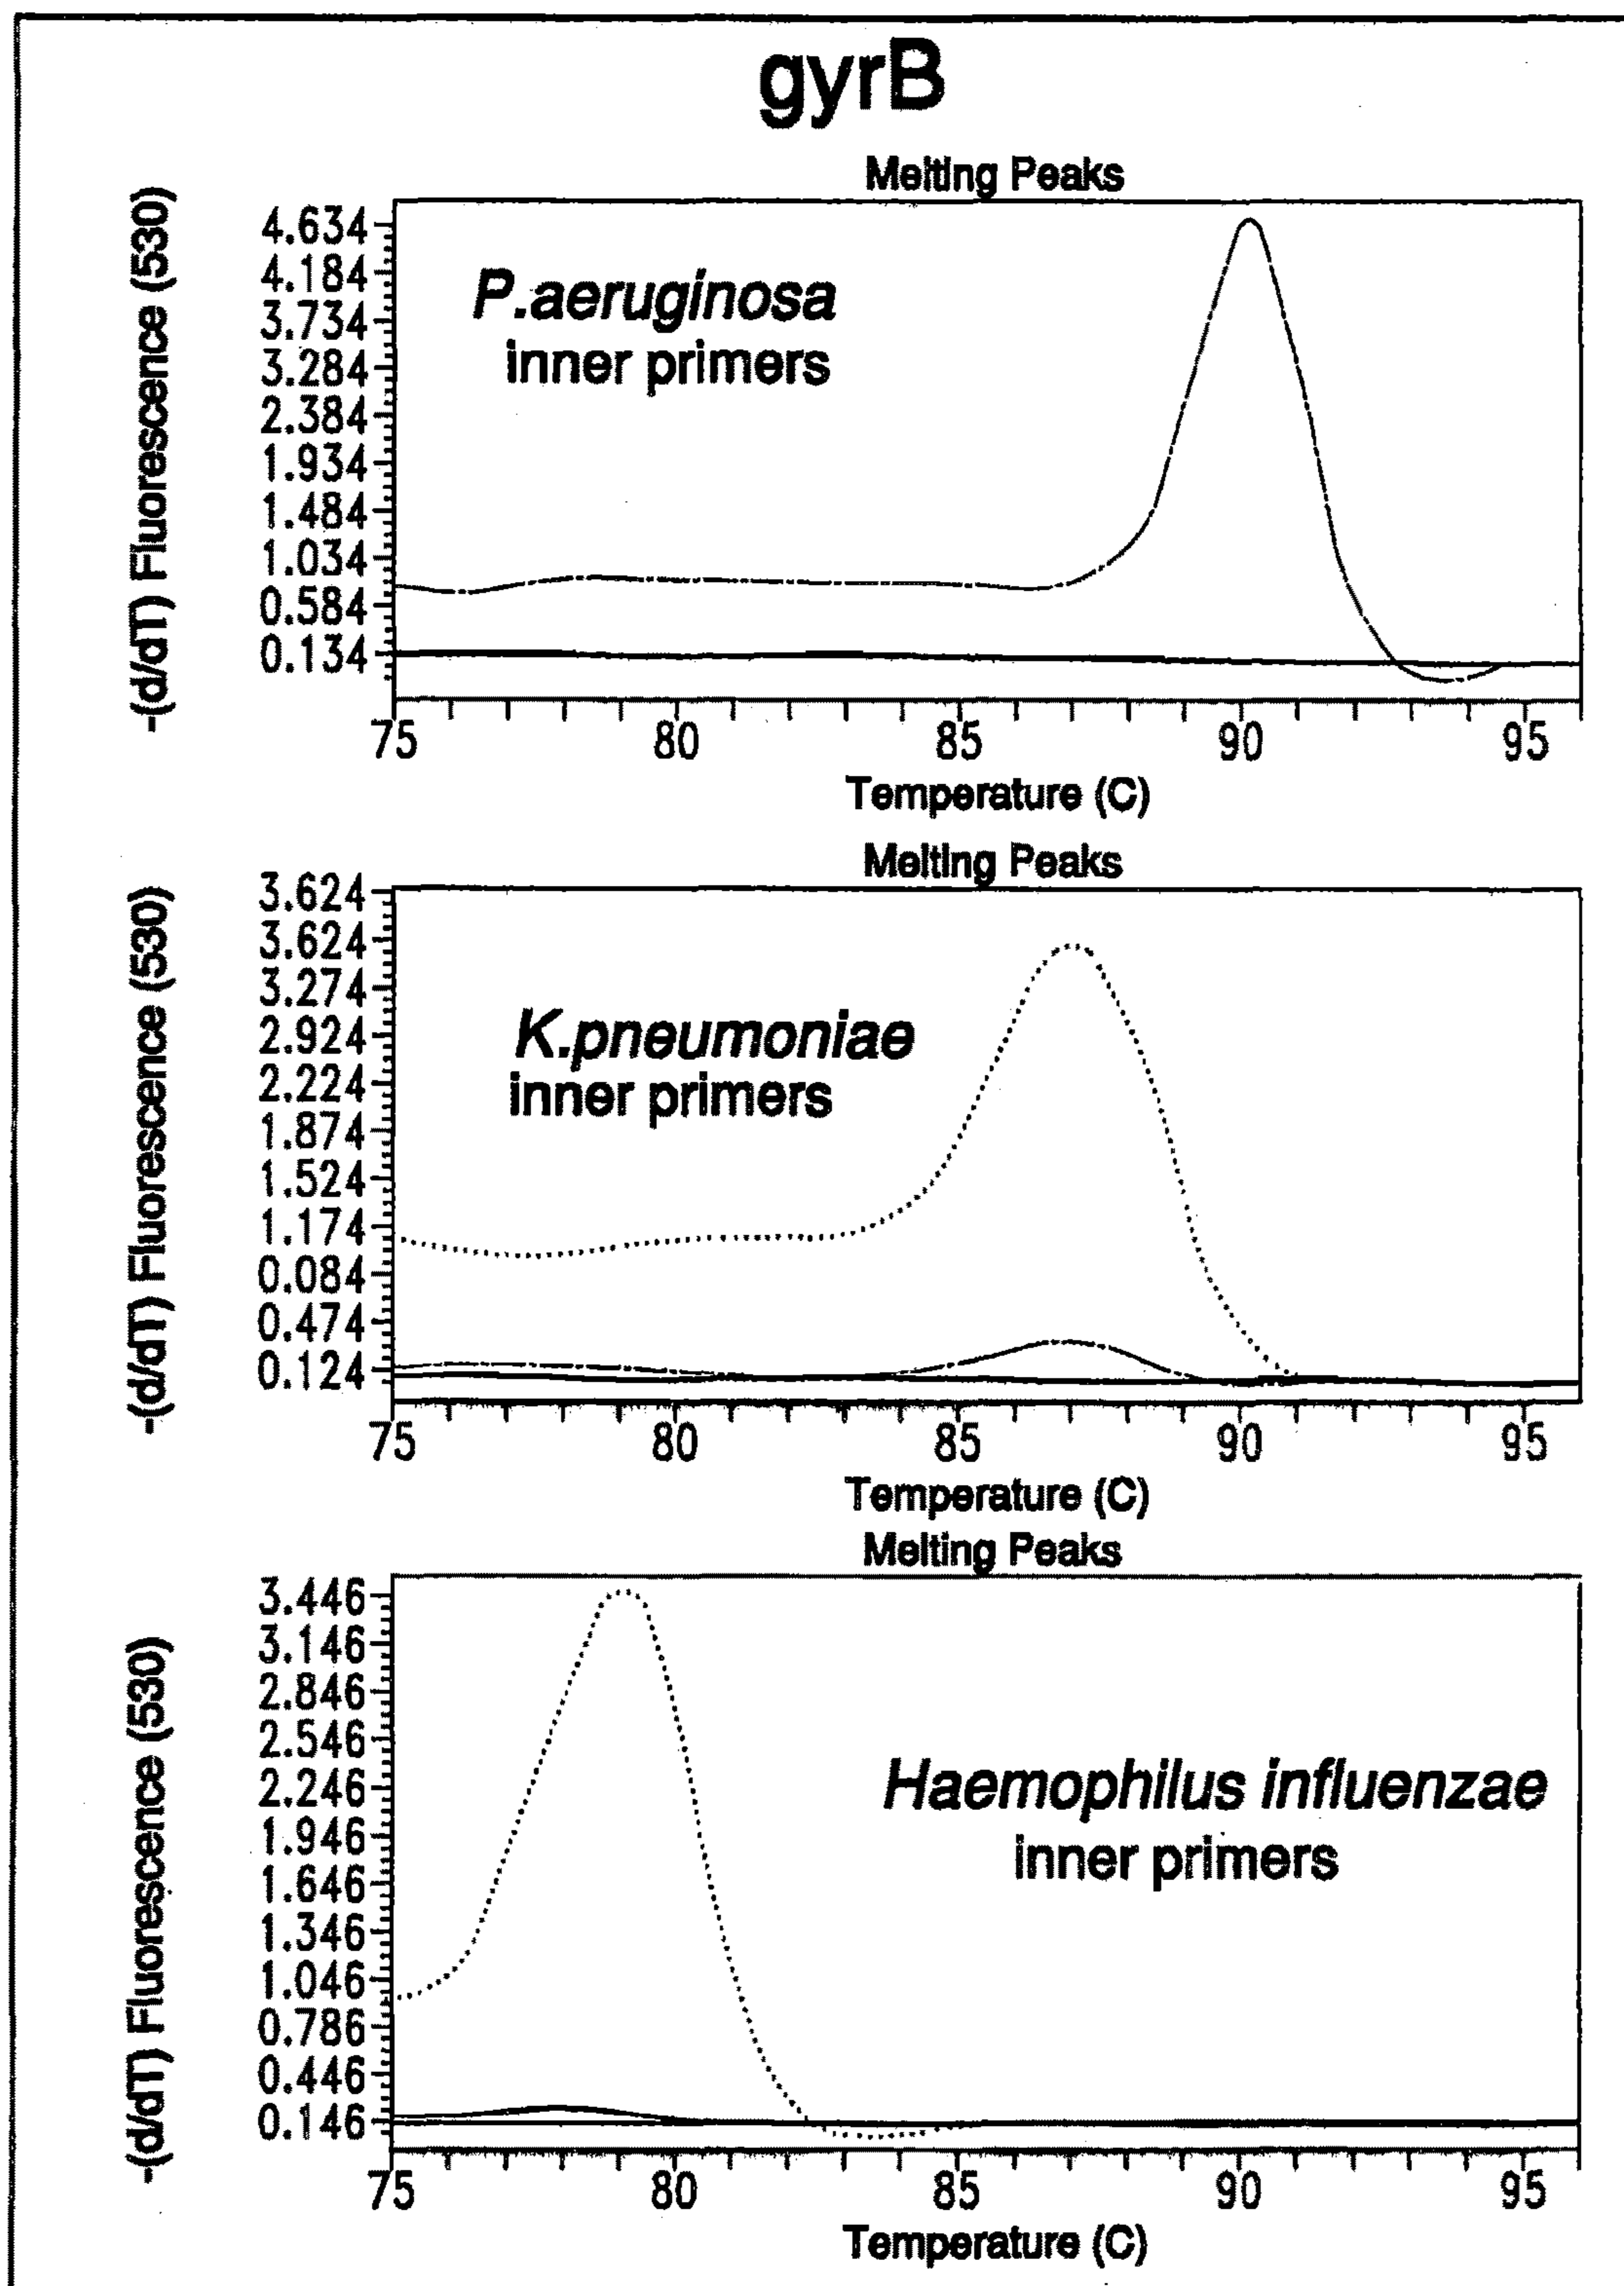 gyrB
Melting Peaks
-(d/dT) Fluorescence (530)
4.634
4.184
3.734
3.284
2.384
1.934
1.484
1.034
0.584
0.134
P.aeruginosa
inner primers
75 80 85 90 95
Temperature (C)
Melting Peaks
-(d/dT) Fluorescence (530)
3.624
3.624
3.274
2.924
2.224
1.874
1.524
1.174
0.084
0.474
0.124
K.pneumoniae
inner primers
75 80 85 90 95
Temperature (C)
Melting Peaks
-(d/dT) Fluorescence (530)
3.446
3.146
2.846
2.546
2.246
1.946
1.646
1.346
1.046
0.786
0.446
0.146
Haemophilus influenzae
inner primers
75 80 85 90 95
Temperature (C)